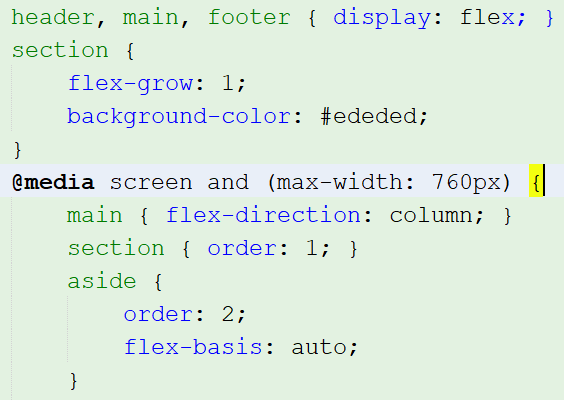 header, main, footer { display: flex; }
section {
    flex-grow: 1;
    background-color: #ededed;
}
@media screen and (max-width: 760px) {
    main { flex-direction: column; }
    section { order: 1; }
    aside {
        order: 2;
        flex-basis: auto;
    }